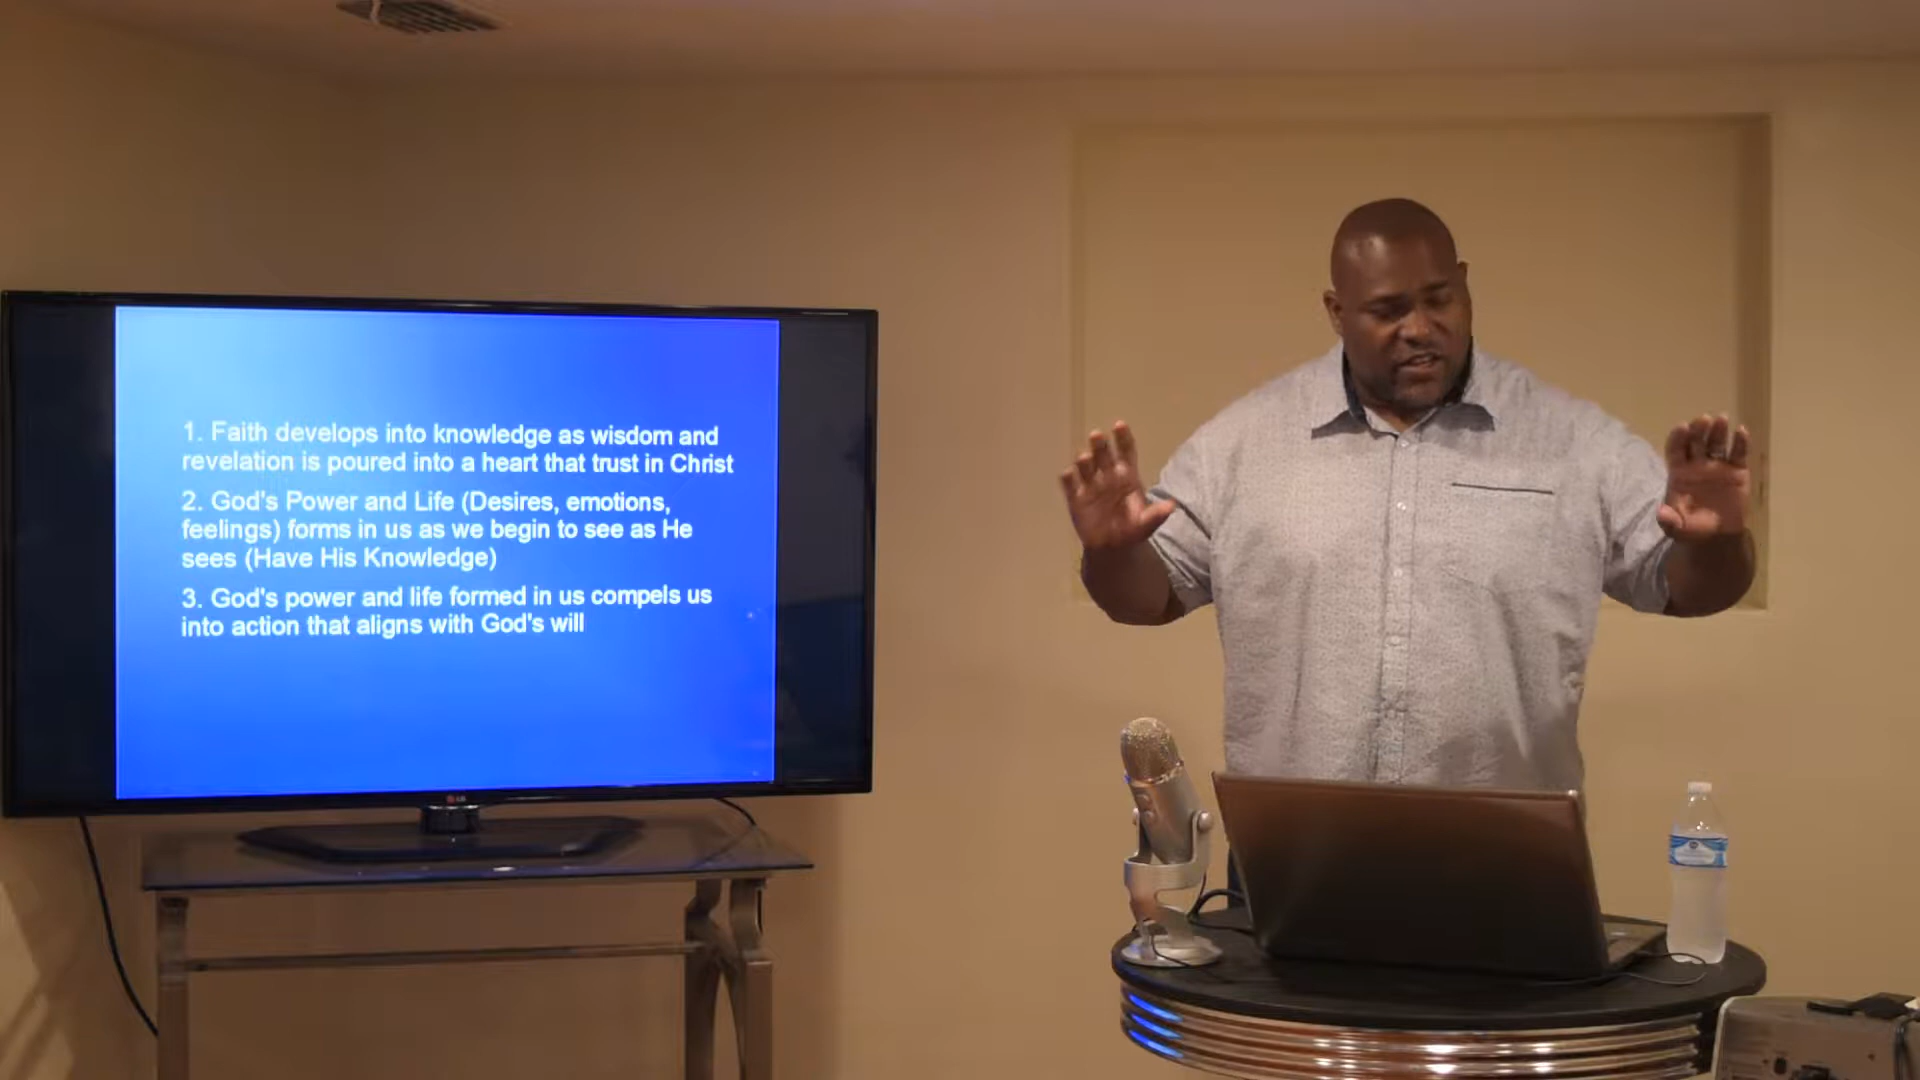 1. Faith develops into knowledge as wisdom and
revelation is poured into a heart that trust in Christ
2. God's Power and Life (Desires, emotions,
feelings) forms in us as we begin to see as He
sees (Have His Knowledge)
3. God's power and life formed in us compels us
into action that aligns with God's will
LG